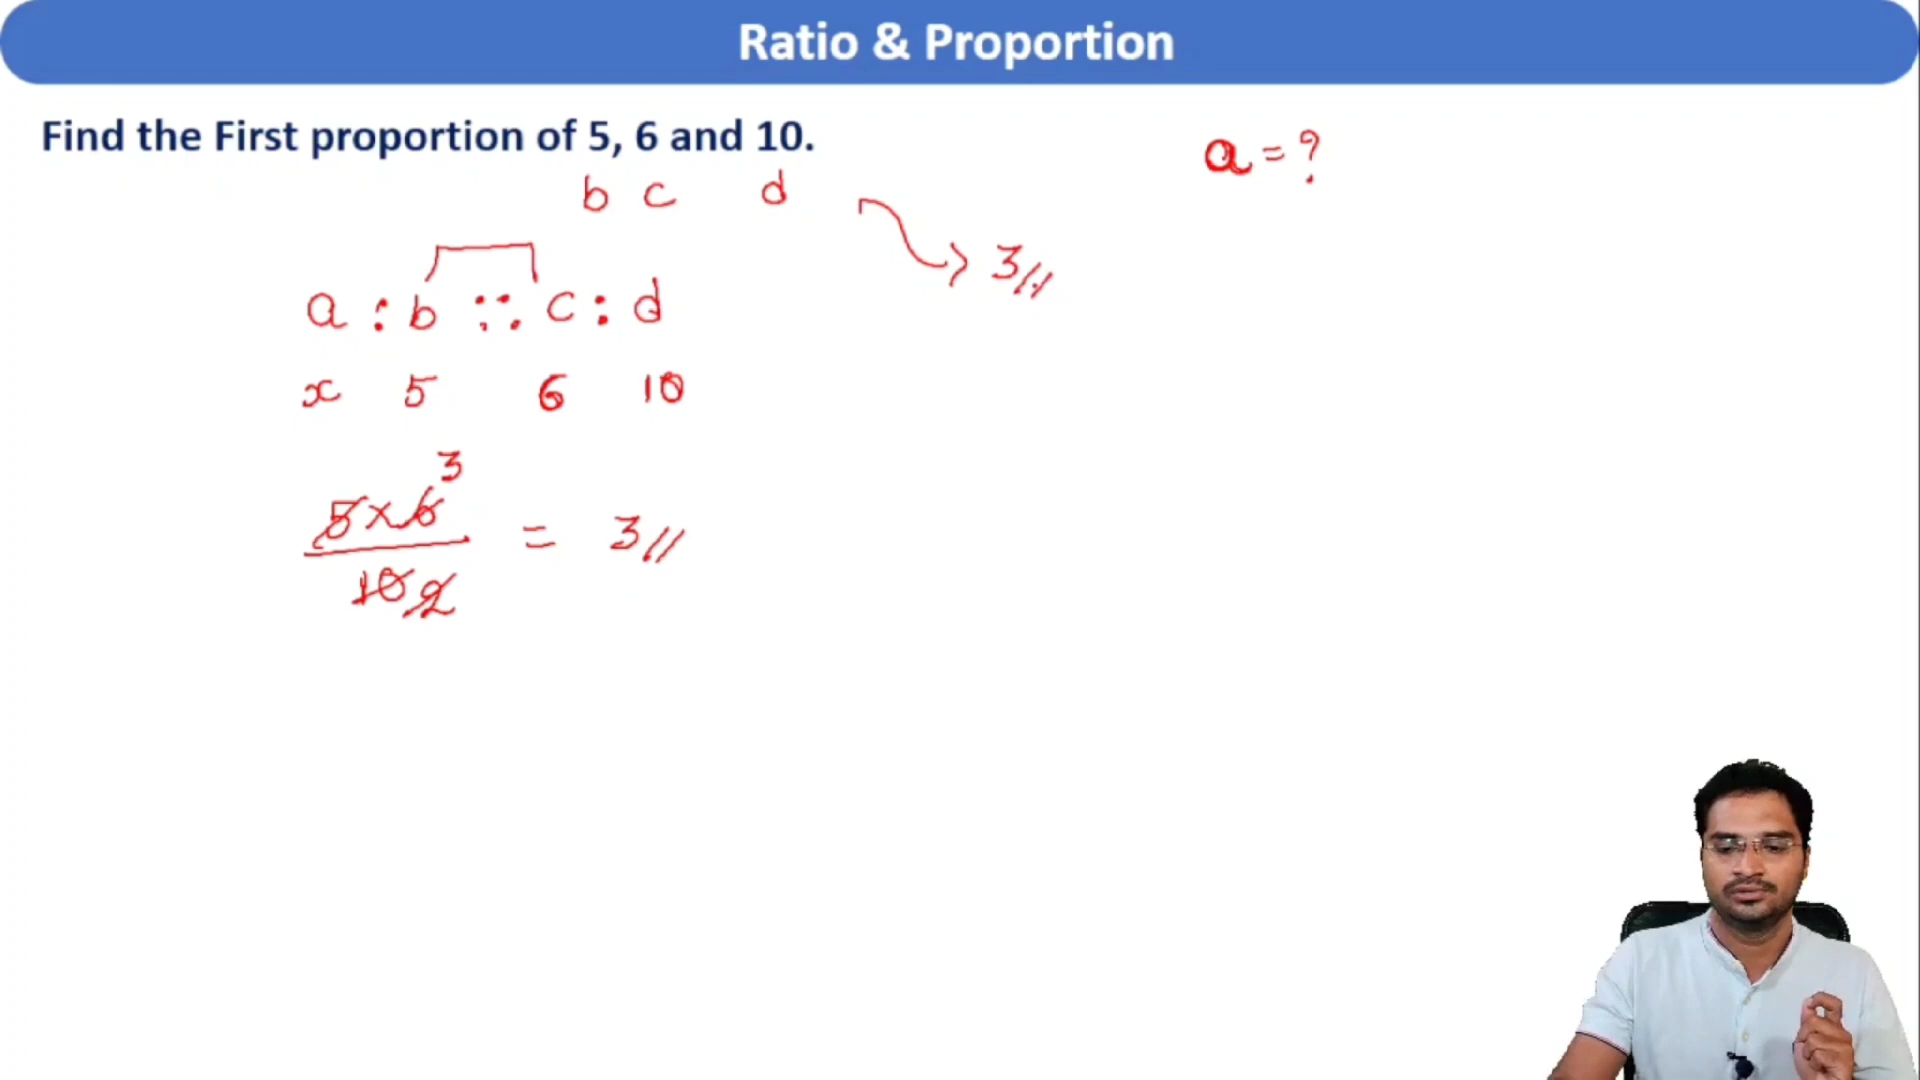 Ratio & Proportion
Find the First proportion of 5, 6 and 10.
a = ?
b c d
3//
a : b :: c : d
x 5 6 10
3
5 x 6
= 3//
10 2